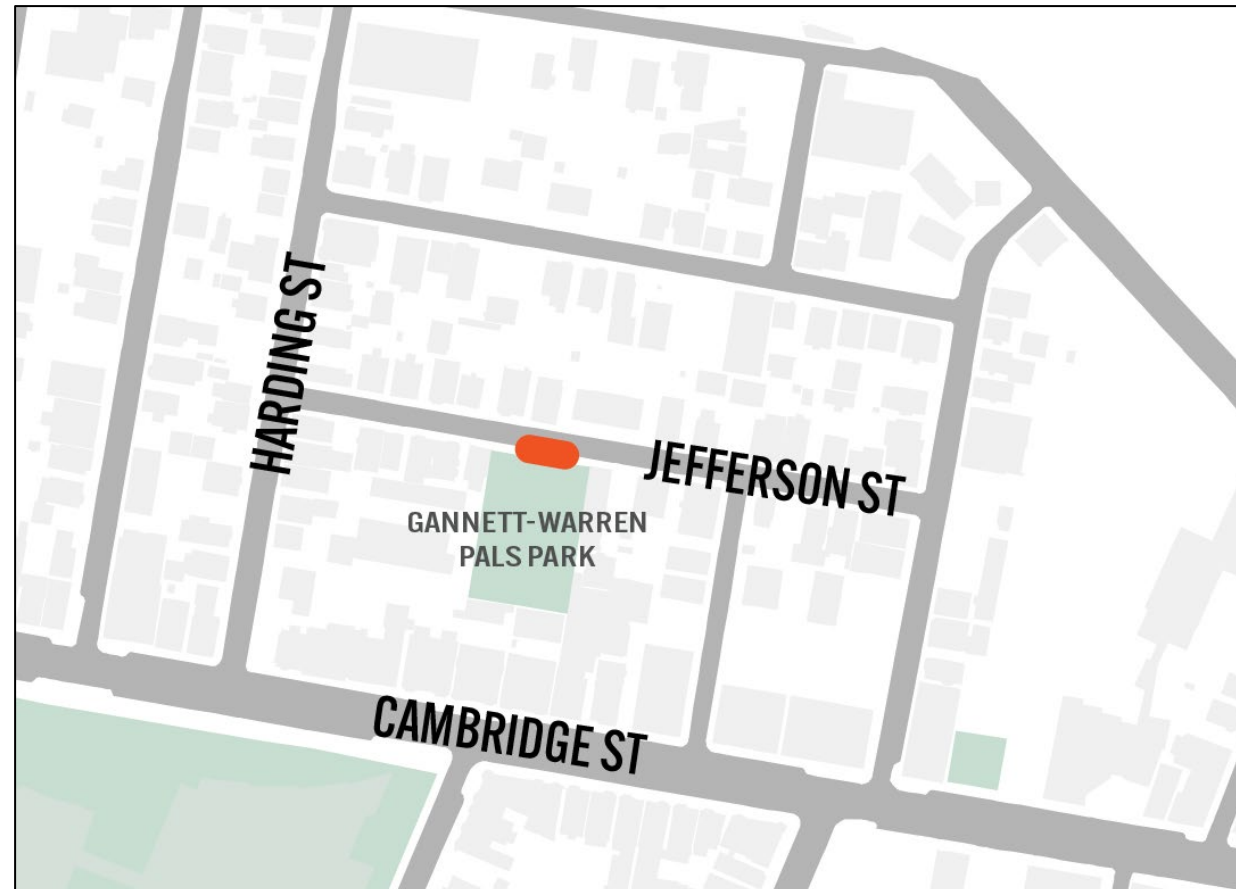 HARDING ST
JEFFERSON ST
GANNETT-WARREN
PALS PARK
CAMBRIDGE ST